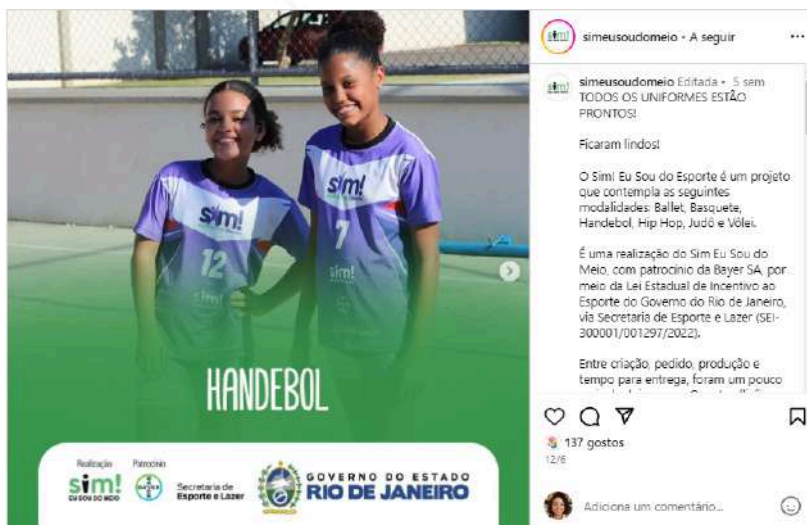 sim!
12
sim!
sim!
7
sim!
HANDEBOL
Realização
sim!
EU SOU DO MEIO
Patrocínio
BAYER
Secretaria de
Esporte e Lazer
GOVERNO DO ESTADO
RIO DE JANEIRO
sim!
simeusoudomeio • A seguir
sim!
simeusoudomeio Editada • 5 sem
TODOS OS UNIFORMES ESTÃO
PRONTOS!
Ficaram lindos!
O Sim! Eu Sou do Esporte é um projeto
que contempla as seguintes
modalidades: Ballet, Basquete,
Handebol, Hip Hop, Judô e Vôlei.
É uma realização do Sim Eu Sou do
Meio, com patrocínio da Bayer SA, por
meio da Lei Estadual de Incentivo ao
Esporte do Governo do Rio de Janeiro,
via Secretaria de Esporte e Lazer (SEI-
300001/001297/2022).
Entre criação, pedido, produção e
tempo para entrega, foram um pouco
137 gostos
12/6
Adiciona um comentário...